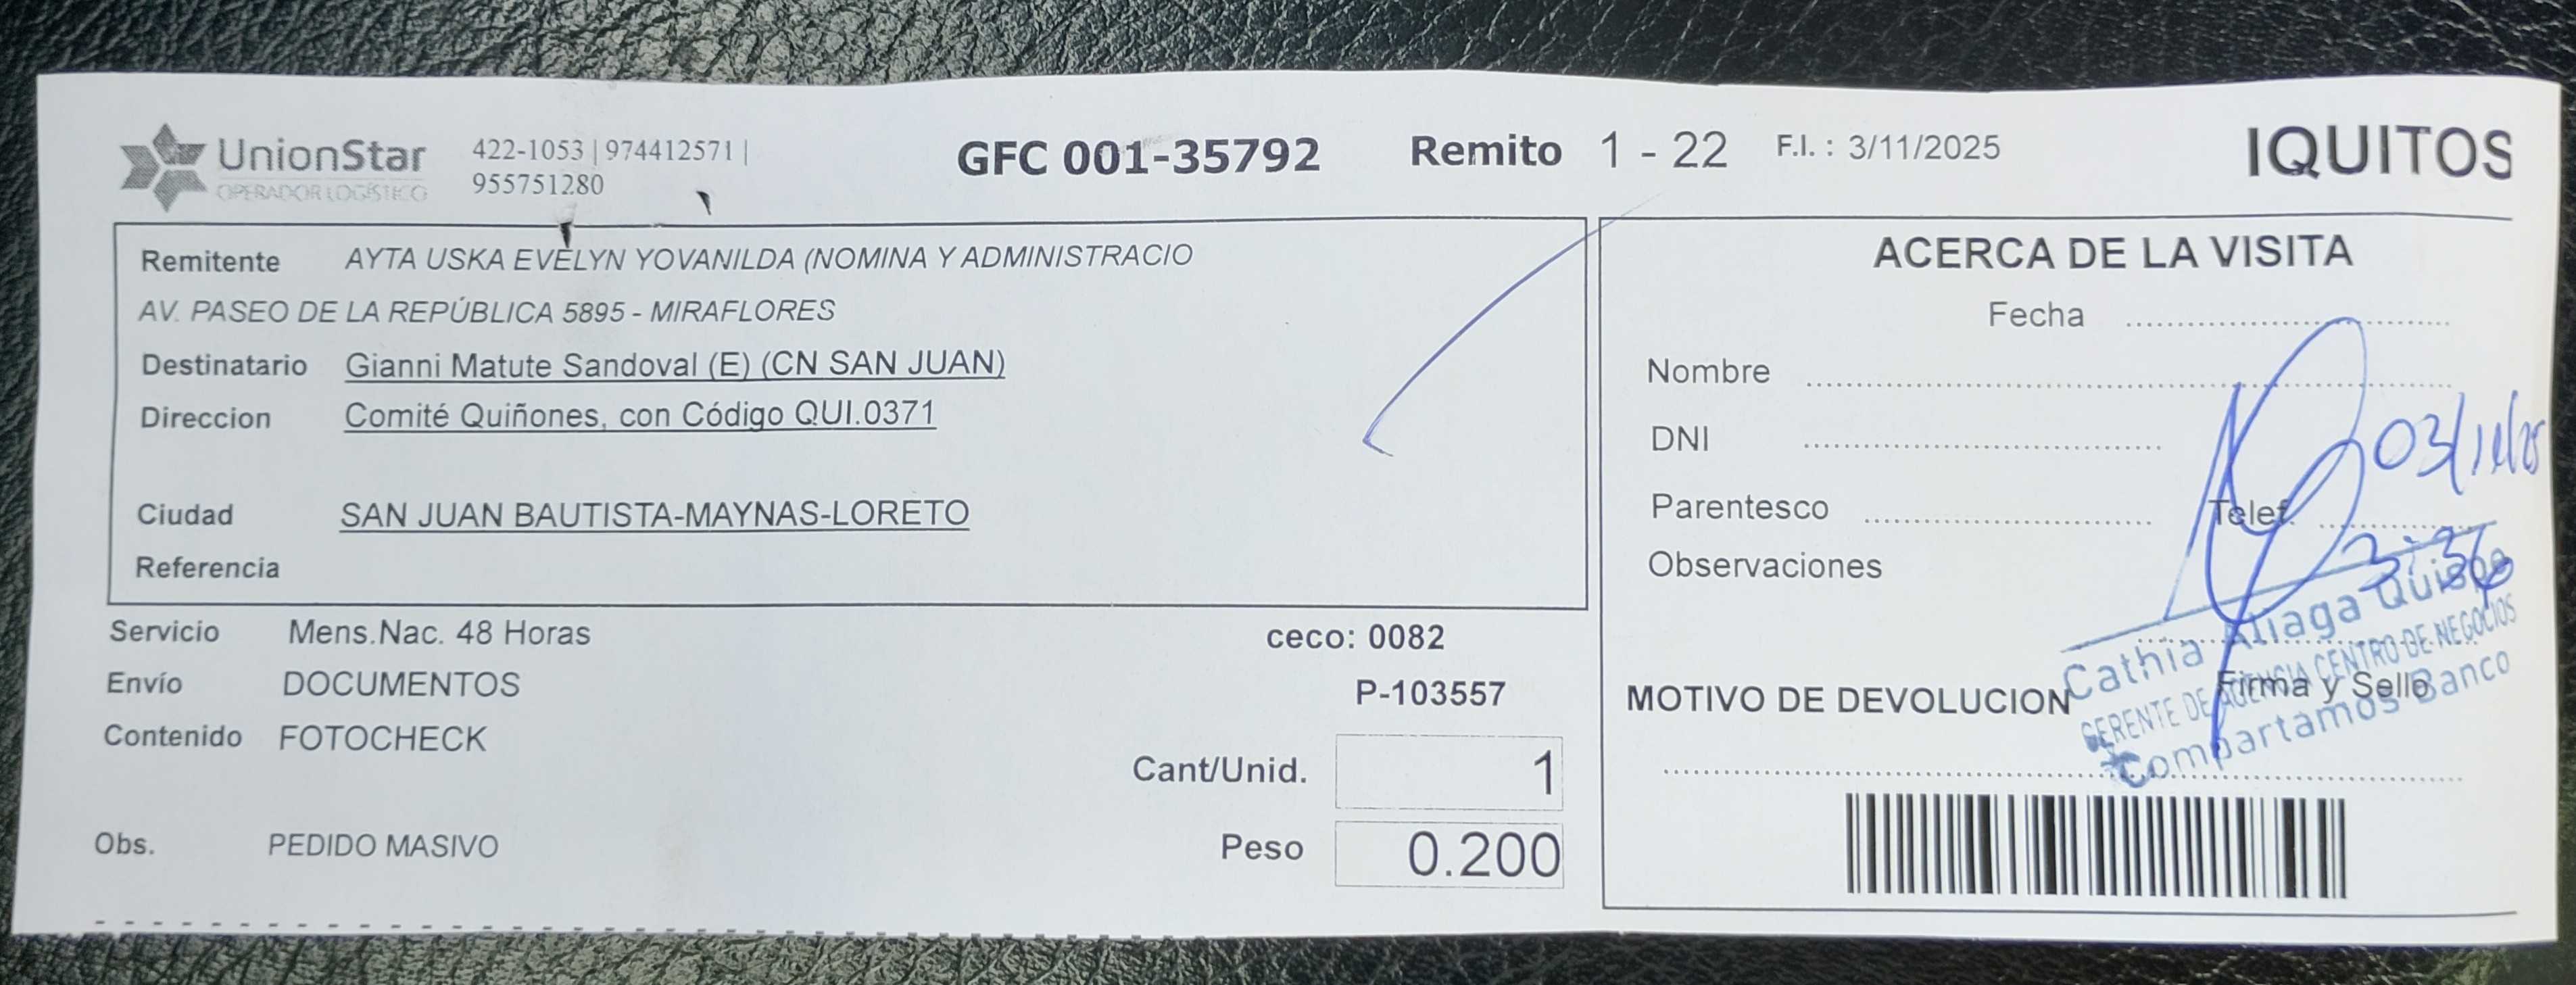 UnionStar
OPERADOR LOGÍSTICO
422-1053 | 974412571 |
955751280
GFC 001-35792
Remito 1 - 22
F.I. : 3/11/2025
IQUITOS
Remitente AYTA USKA EVELYN YOVANILDA (NOMINA Y ADMINISTRACIO
AV. PASEO DE LA REPÚBLICA 5895 - MIRAFLORES
Destinatario Gianni Matute Sandoval (E) (CN SAN JUAN)
Direccion Comité Quiñones, con Código QUI.0371
Ciudad SAN JUAN BAUTISTA-MAYNAS-LORETO
Referencia
Servicio Mens.Nac. 48 Horas
Envío DOCUMENTOS
Contenido FOTOCHECK
Obs. PEDIDO MASIVO
ceco: 0082
P-103557
Cant/Unid. 1
Peso 0.200
ACERCA DE LA VISITA
Fecha
Nombre
DNI
03/11/25
Parentesco
Telef.
3:36
Observaciones
Cathia Aliaga Quispe
GERENTE DE AGENCIA CENTRO DE NEGOCIOS
Compartamos Banco
Firma y Sello
MOTIVO DE DEVOLUCION